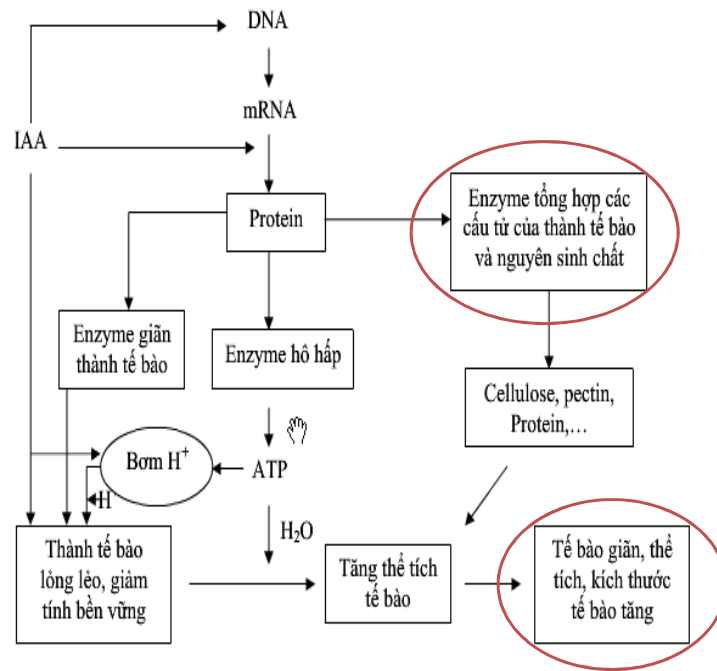 DNA
mRNA
IAA
Protein
Enzyme tổng hợp các
cấu tử của thành tế bào
và nguyên sinh chất
Enzyme giãn
thành tế bào
Enzyme hô hấp
Cellulose, pectin,
Protein,...
Bơm H⁺
ATP
H⁺
H₂O
Thành tế bào
lỏng lẻo, giảm
tính bền vững
Tăng thể tích
tế bào
Tế bào giãn, thể
tích, kích thước
tế bào tăng